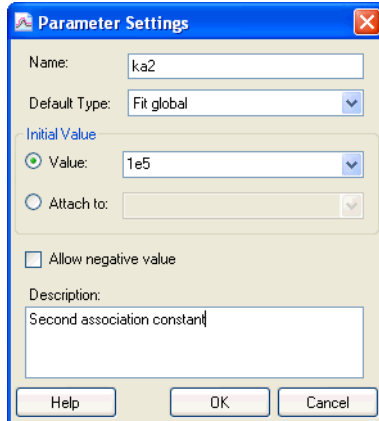 Parameter Settings
Name: ka2
Default Type: Fit global
Initial Value
Value: 1e5
Attach to:
Allow negative value
Description:
Second association constant
Help OK Cancel